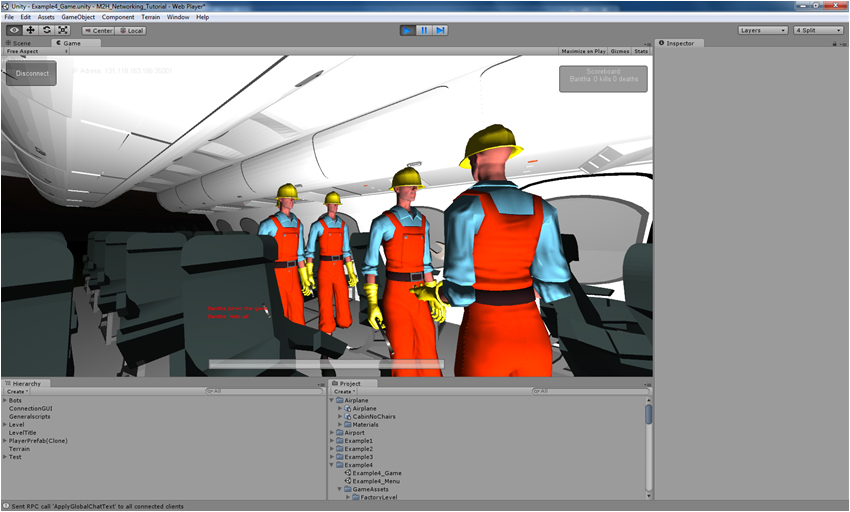 Unity - Example4_Game.unity - M2H_Networking_Tutorial - Web Player*
File Edit Assets GameObject Component Terrain Window Help
Center Local Layers 4 Split
Scene Game Inspector
Free Aspect Maximize on Play Gizmos Stats
Disconnect
Scoreboard
Bantha 0 kills 0 deaths
Hierarchy
Create All
Bots
ConnectionGUI
Generalscripts
Level
LevelTitle
PlayerPrefab(Clone)
Terrain
Test
Project
Create All
Airplane
Airplane
CabinNoChairs
Materials
Airport
Example1
Example2
Example3
Example4
Example4_Game
Example4_Menu
GameAssets
FactoryLevel
Sent RPC call 'ApplyGlobalChatText' to all connected clients